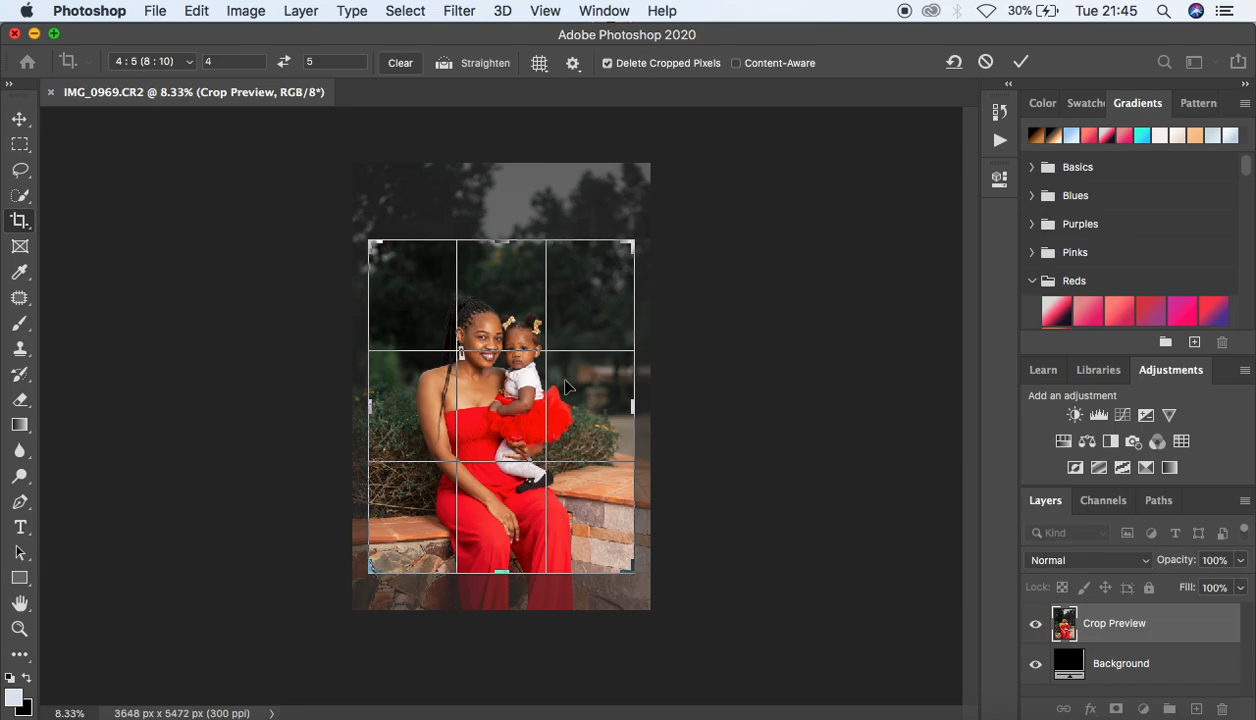 Photoshop File Edit Image Layer Type Select Filter 3D View Window Help 30% Tue 21:45
Adobe Photoshop 2020
4 : 5 (8 : 10) 4 5 Clear Straighten Delete Cropped Pixels Content-Aware
× IMG_0969.CR2 @ 8.33% (Crop Preview, RGB/8*)
Color Swatche Gradients Pattern
Basics
Blues
Purples
Pinks
Reds
Learn Libraries Adjustments
Add an adjustment
Layers Channels Paths
Kind
Normal Opacity: 100%
Lock: Fill: 100%
Crop Preview
Background
8.33% 3648 px x 5472 px (300 ppi)